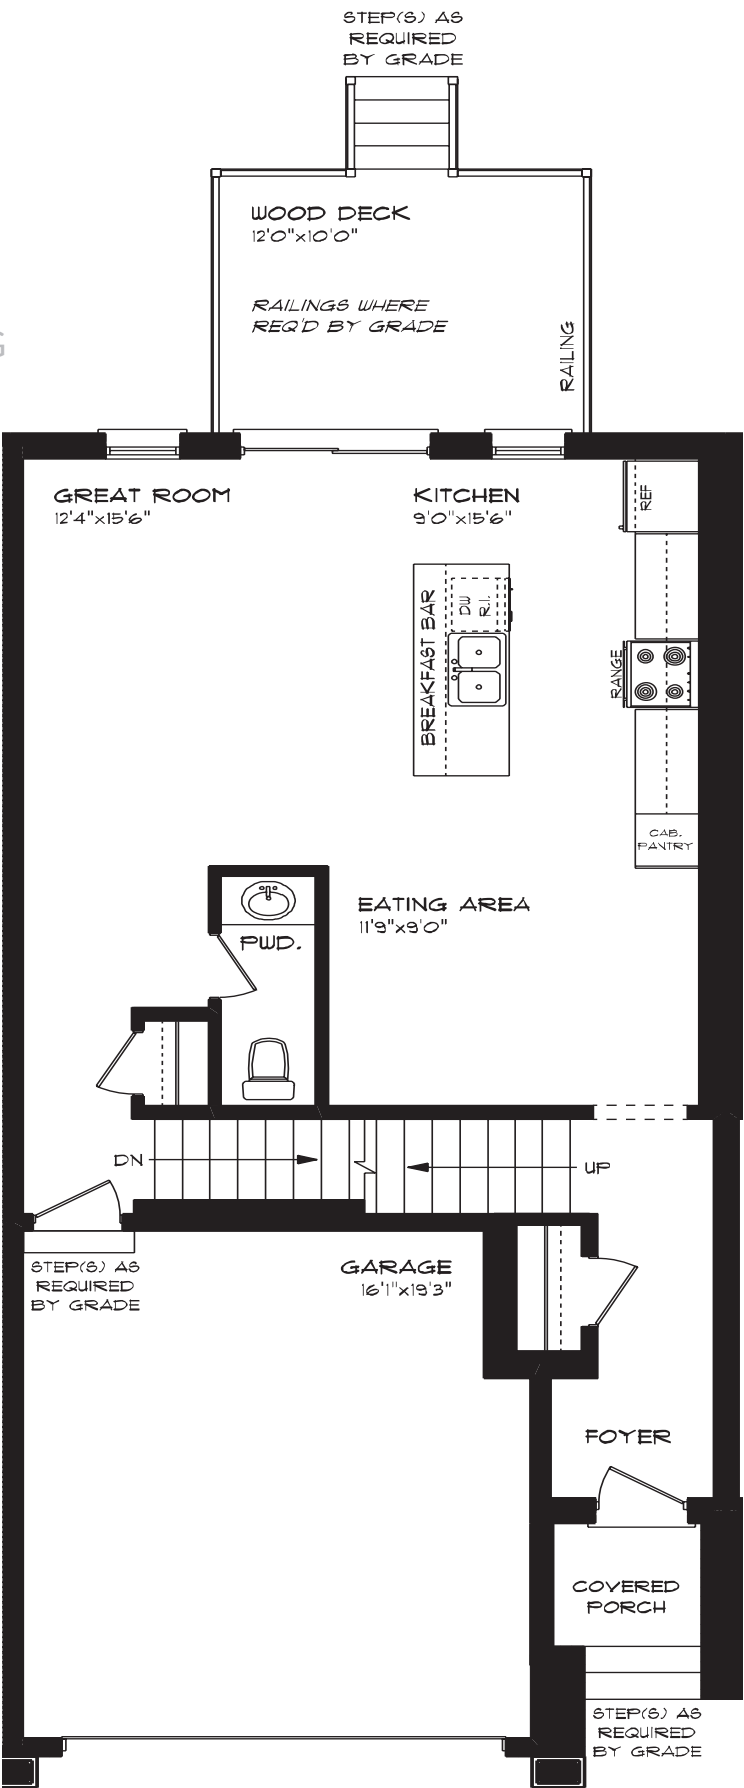 STEP(S) AS
REQUIRED
BY GRADE
WOOD DECK
12'0"x10'0"
RAILINGS WHERE
REQ'D BY GRADE
RAILING
GREAT ROOM
12'4"x15'6"
KITCHEN
9'0"x15'6"
REF
BREAKFAST BAR
DW
R.I.
RANGE
CAB.
PANTRY
EATING AREA
11'9"x9'0"
PWD.
DN
UP
STEP(S) AS
REQUIRED
BY GRADE
GARAGE
16'1"x19'3"
FOYER
COVERED
PORCH
STEP(S) AS
REQUIRED
BY GRADE